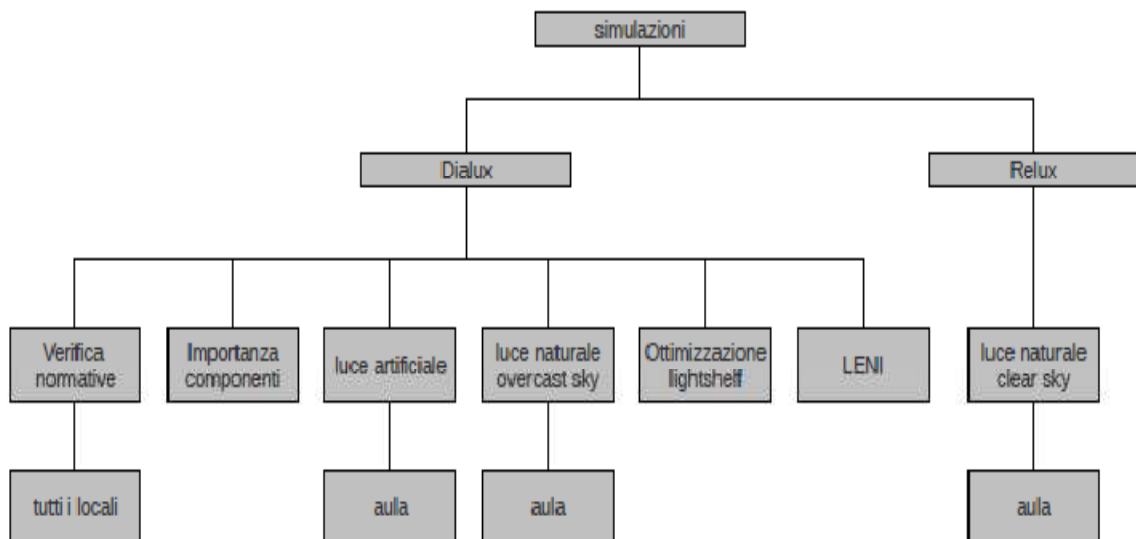 simulazioni
Dialux
Relux
Verifica
normative
Importanza
componenti
luce artificiale
luce naturale
overcast sky
Ottimizzazione
lightshelf
LENI
luce naturale
clear sky
tutti i locali
aula
aula
aula